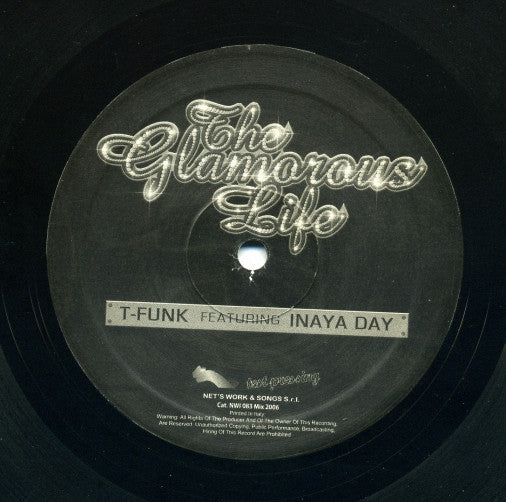 The
Glamorous
Life
T-FUNK FEATURING INAYA DAY
test pressing
NET'S WORK & SONGS S.r.l.
Cat. NWI 083 Mix 2006
Printed in Italy
Warning: All Rights Of The Producer And Of The Owner Of This Recording,
Are Reserved. Unauthorized Copying, Public Performance, Broadcasting,
Hiring Of This Record Are Prohibited